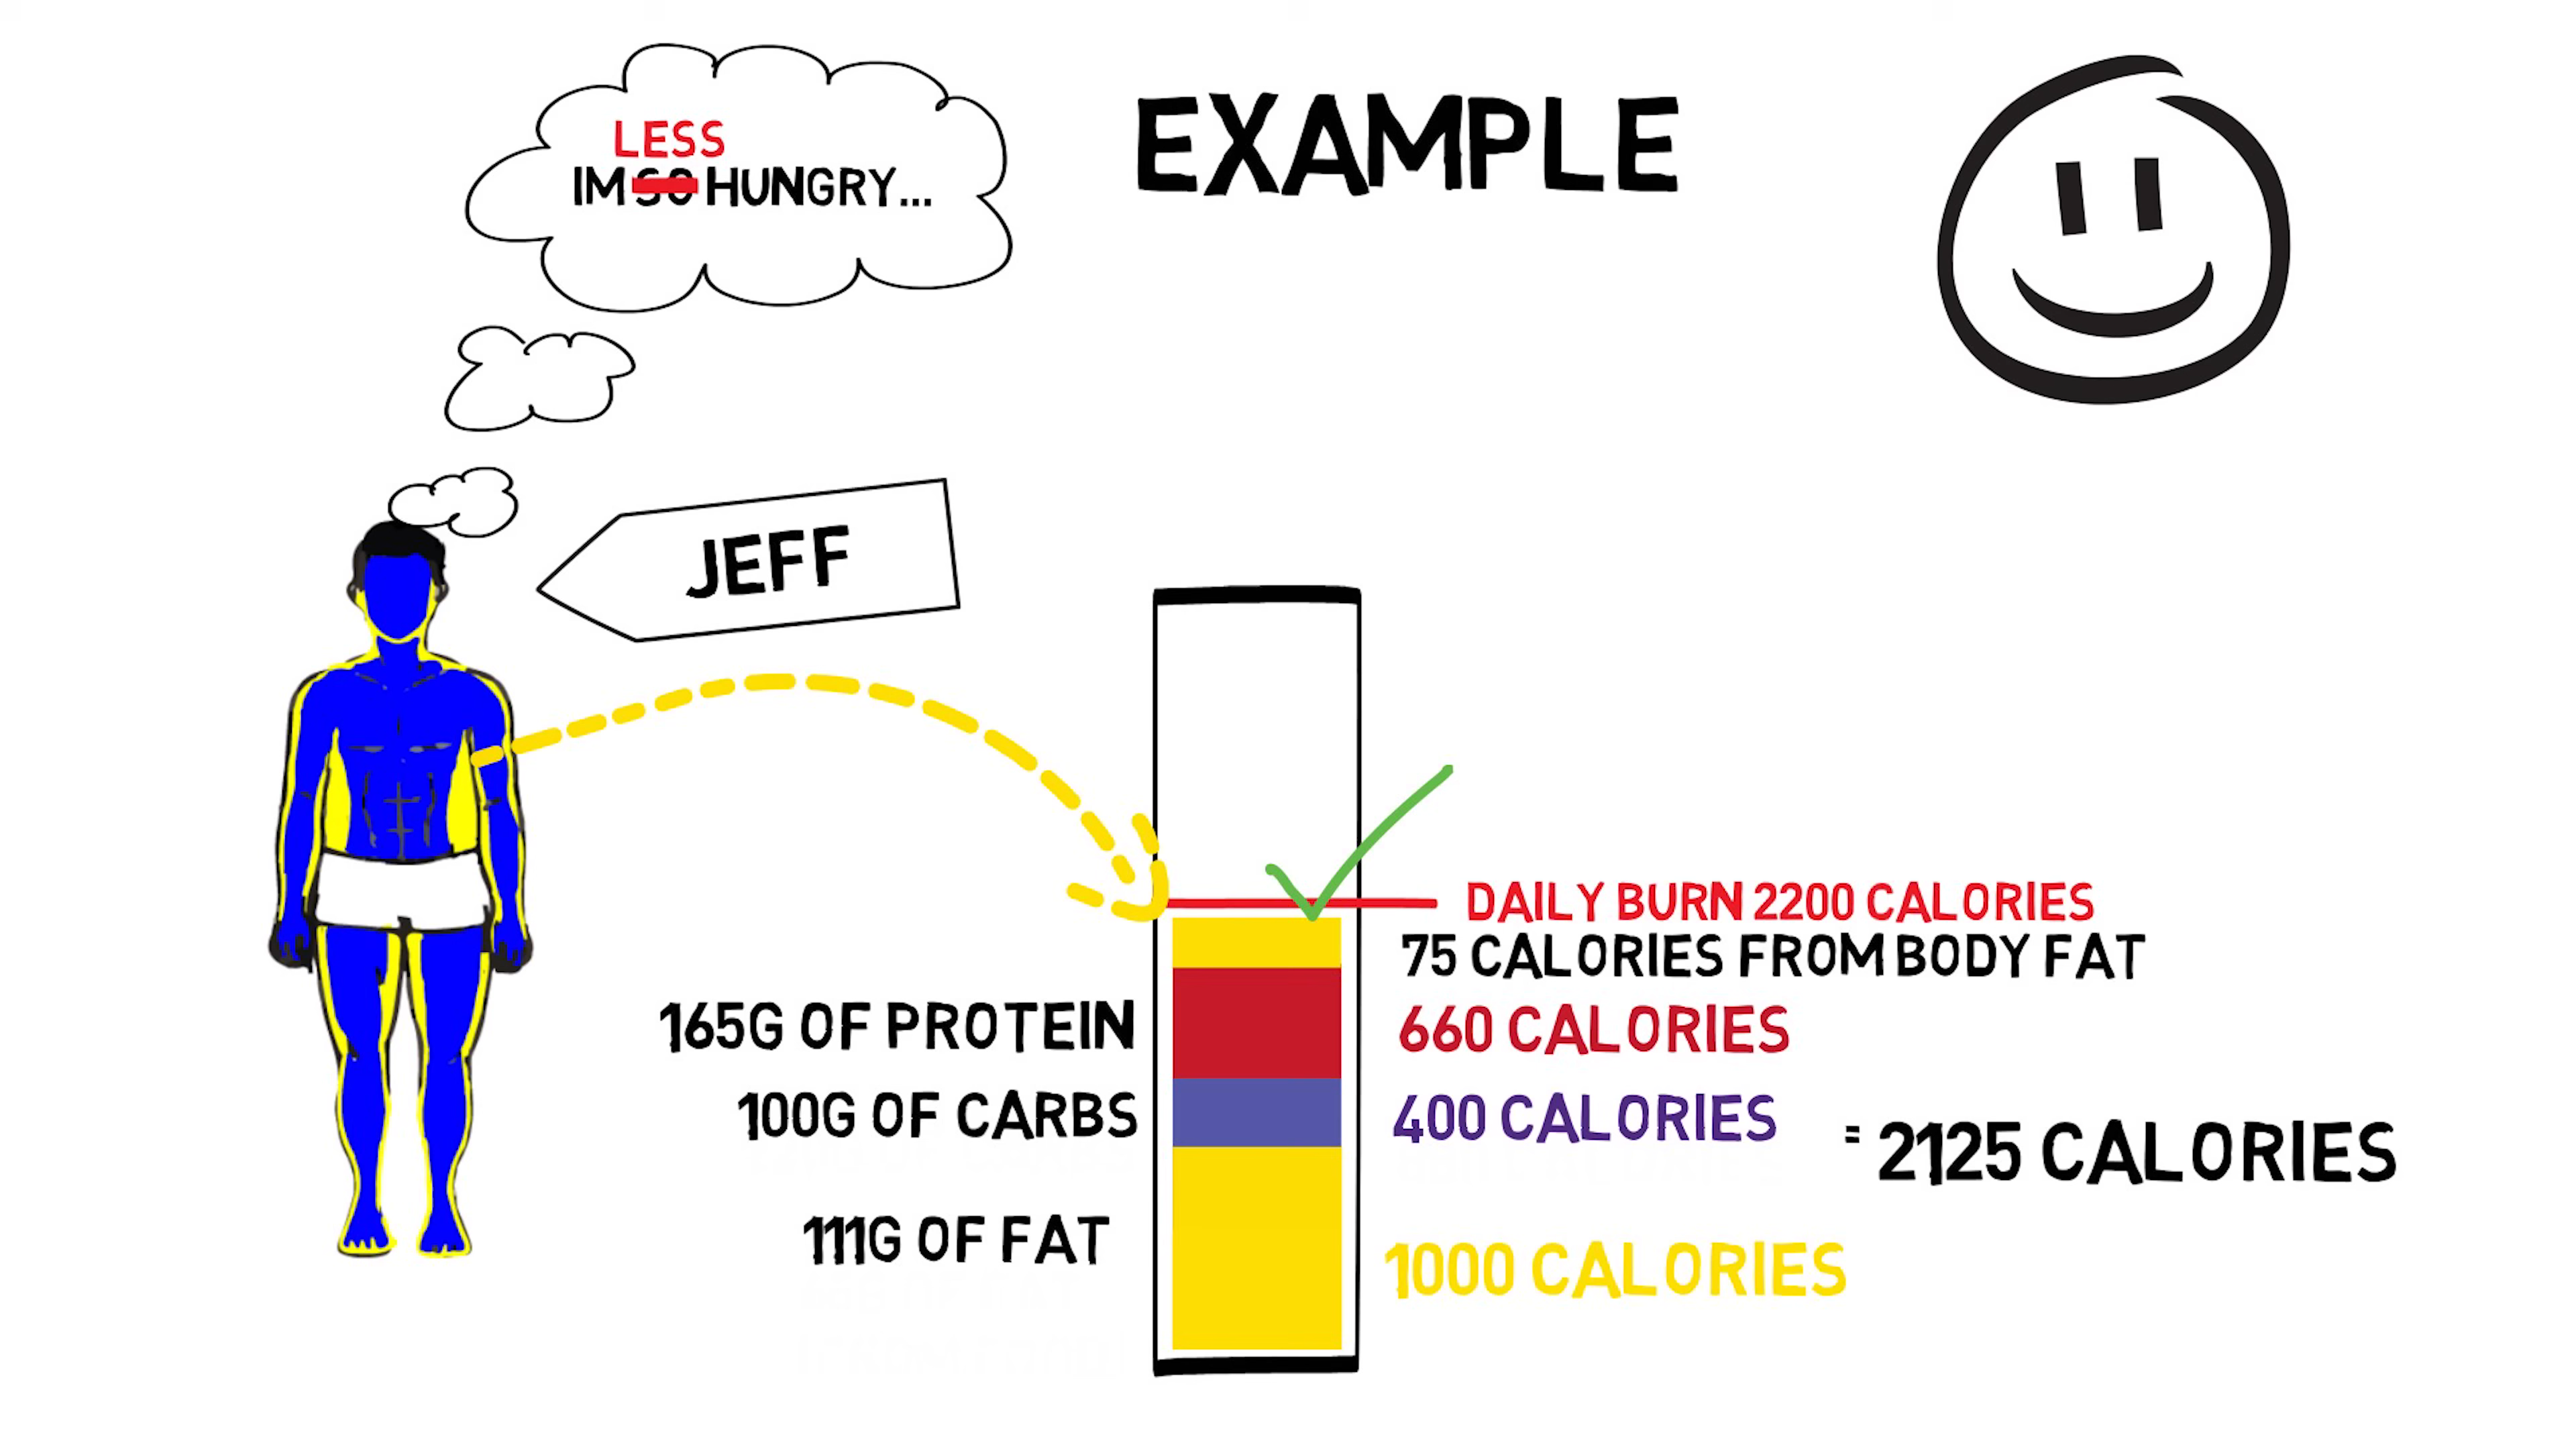 EXAMPLE
LESS
IM SO HUNGRY...
JEFF
DAILY BURN 2200 CALORIES
75 CALORIES FROM BODY FAT
165G OF PROTEIN
660 CALORIES
100G OF CARBS
400 CALORIES
= 2125 CALORIES
111G OF FAT
1000 CALORIES